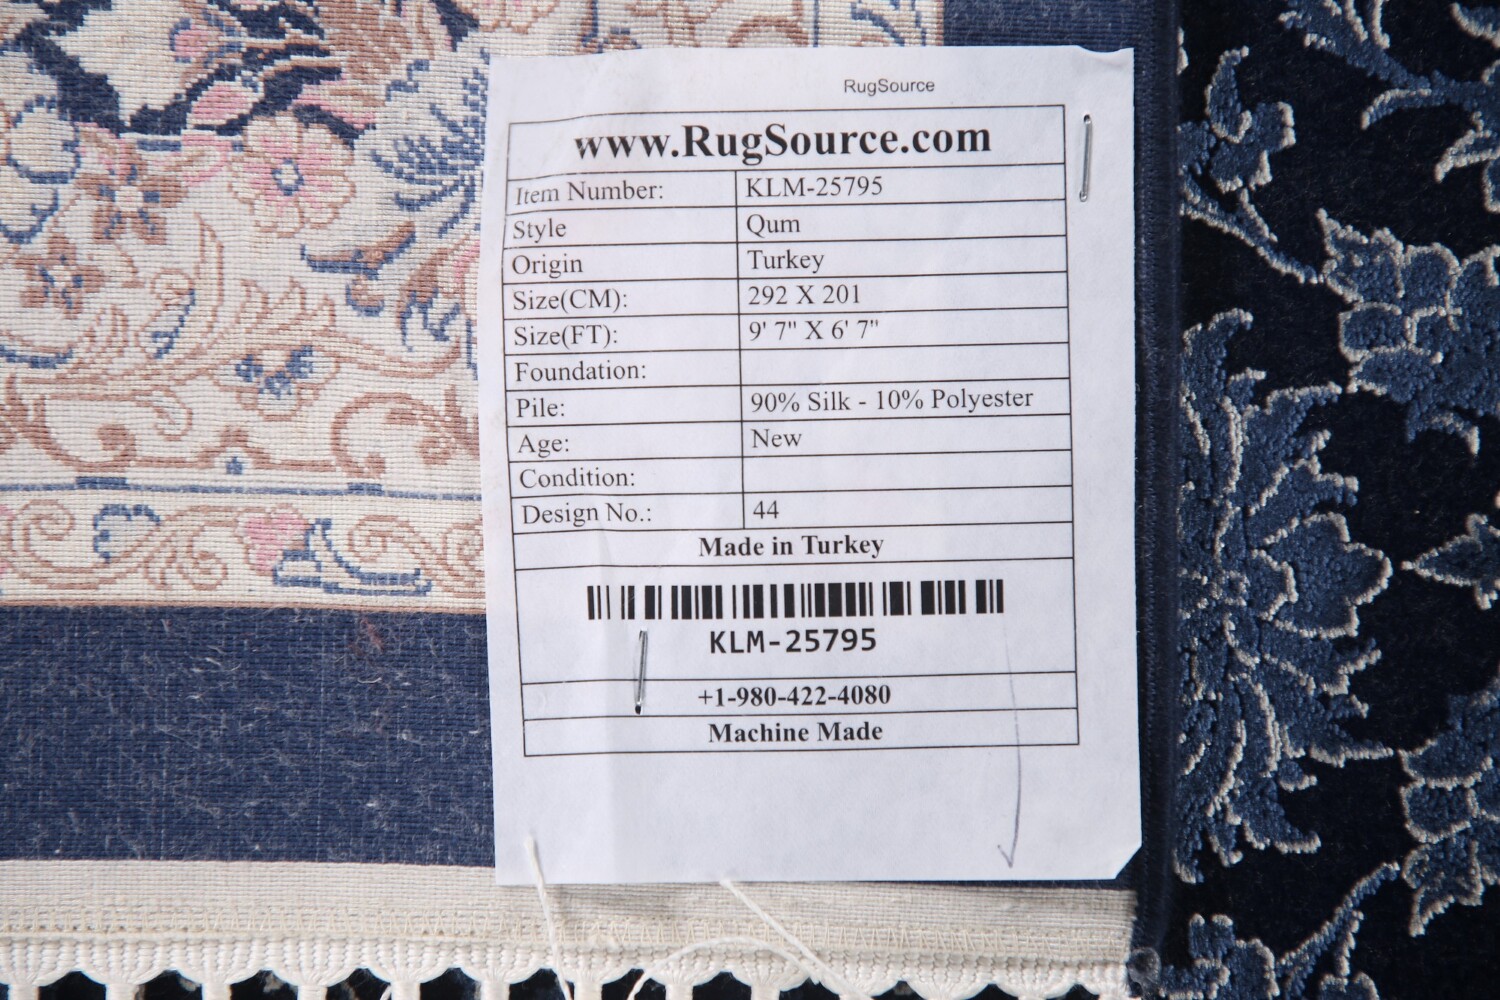 RugSource
www.RugSource.com
Item Number: KLM-25795
Style Qum
Origin Turkey
Size(CM): 292 X 201
Size(FT): 9' 7" X 6' 7"
Foundation:
Pile: 90% Silk - 10% Polyester
Age: New
Condition:
Design No.: 44
Made in Turkey
KLM-25795
+1-980-422-4080
Machine Made